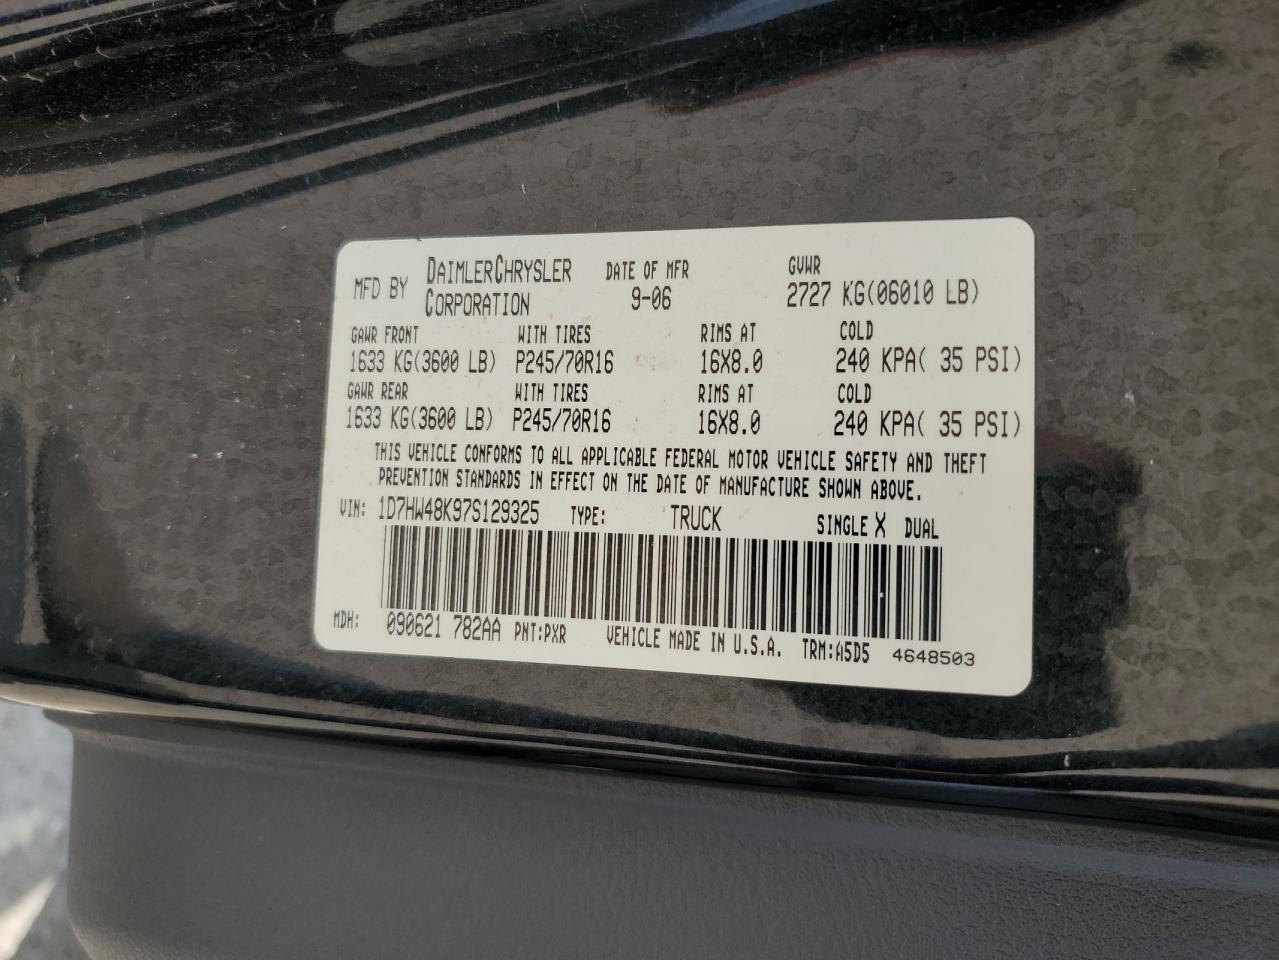 MFD BY DAIMLERCHRYSLER CORPORATION DATE OF MFR 9-06 GVWR 2727 KG(06010 LB)
GAWR FRONT WITH TIRES RIMS AT COLD
1633 KG(3600 LB) P245/70R16 16X8.0 240 KPA( 35 PSI)
GAWR REAR WITH TIRES RIMS AT COLD
1633 KG(3600 LB) P245/70R16 16X8.0 240 KPA( 35 PSI)
THIS VEHICLE CONFORMS TO ALL APPLICABLE FEDERAL MOTOR VEHICLE SAFETY AND THEFT
PREVENTION STANDARDS IN EFFECT ON THE DATE OF MANUFACTURE SHOWN ABOVE.
VIN: 1D7HW48K97S129325 TYPE: TRUCK SINGLE X DUAL
MDH: 090621 782AA PNT:PXR VEHICLE MADE IN U.S.A. TRM:A5D5 4648503